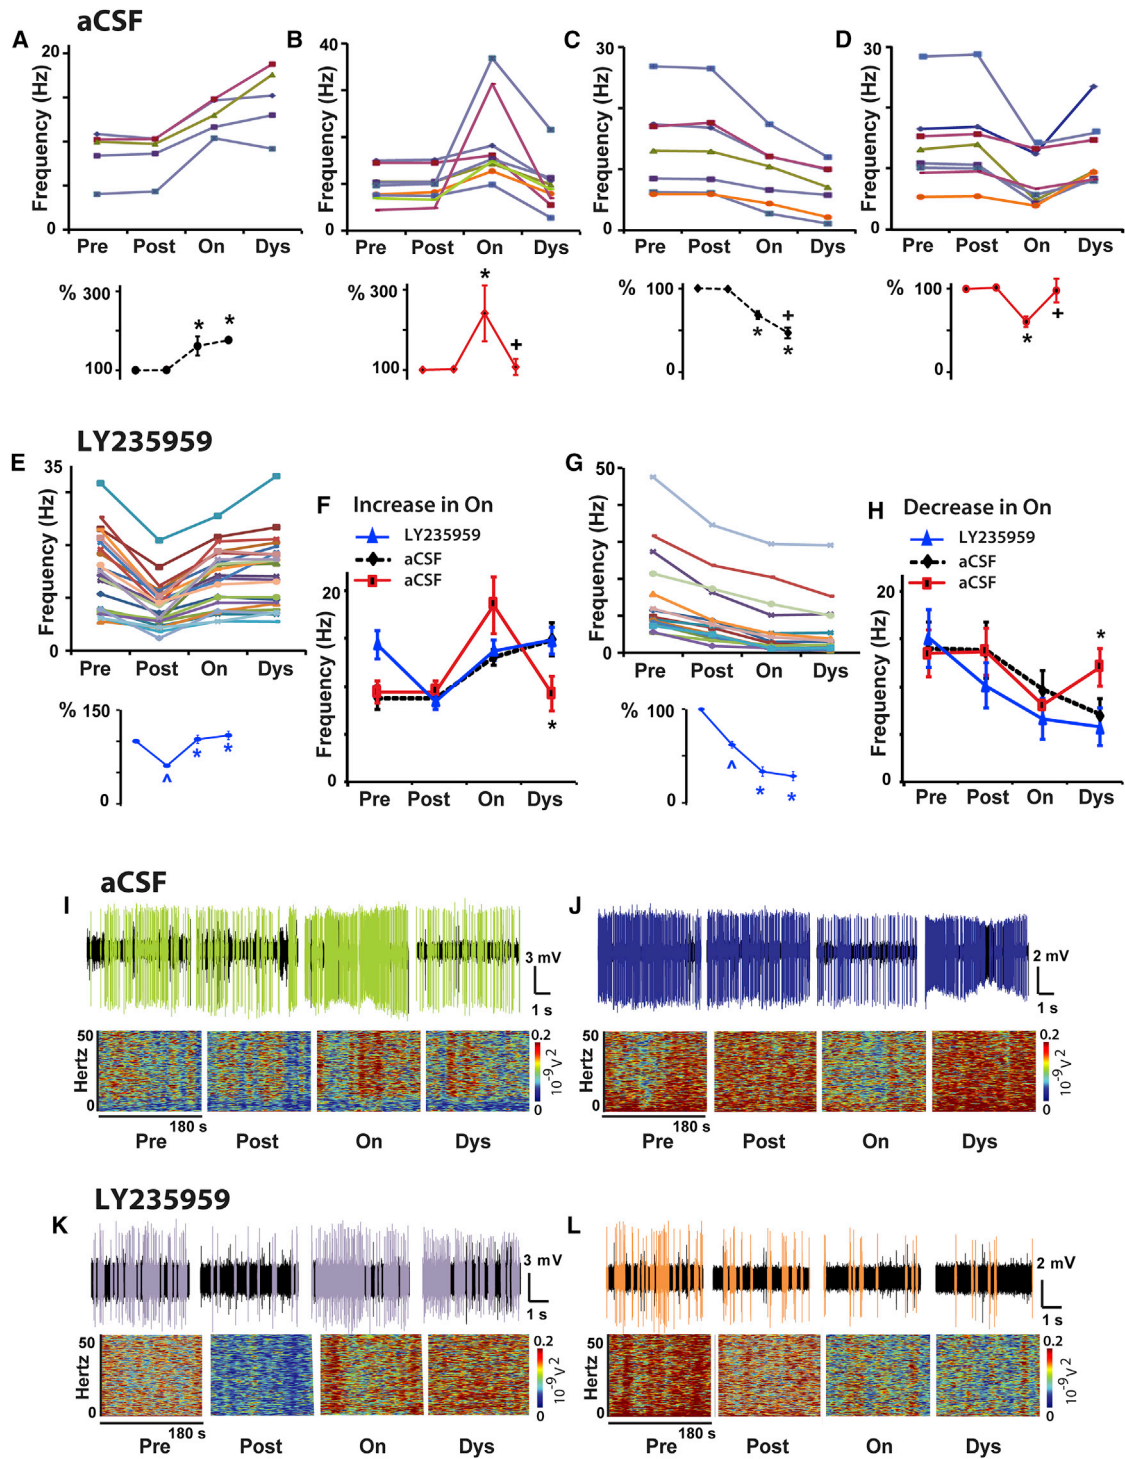 aCSF
A
Frequency (Hz)
20
0
Pre Post On Dys
% 300
100
*
*
B
Frequency (Hz)
40
0
Pre Post On Dys
% 300
100
*
+
C
Frequency (Hz)
30
0
Pre Post On Dys
% 100
0
*
+
*
D
Frequency (Hz)
30
0
Pre Post On Dys
% 100
0
*
+
LY235959
E
Frequency (Hz)
35
0
Pre Post On Dys
% 150
0
^
*
*
F Increase in On
LY235959
aCSF
aCSF
Frequency (Hz)
20
0
*
Pre Post On Dys
G
Frequency (Hz)
50
0
Pre Post On Dys
% 100
0
^
*
*
H Decrease in On
LY235959
aCSF
aCSF
Frequency (Hz)
20
0
*
Pre Post On Dys
aCSF
I
3 mV
1 s
Hertz
50
0
0.2
10-9V2
0
180 s
Pre Post On Dys
J
2 mV
1 s
Hertz
50
0
0.2
10-9V2
0
180 s
Pre Post On Dys
LY235959
K
3 mV
1 s
Hertz
50
0
0.2
10-9V2
0
180 s
Pre Post On Dys
L
2 mV
1 s
Hertz
50
0
0.2
10-9V2
0
180 s
Pre Post On Dys